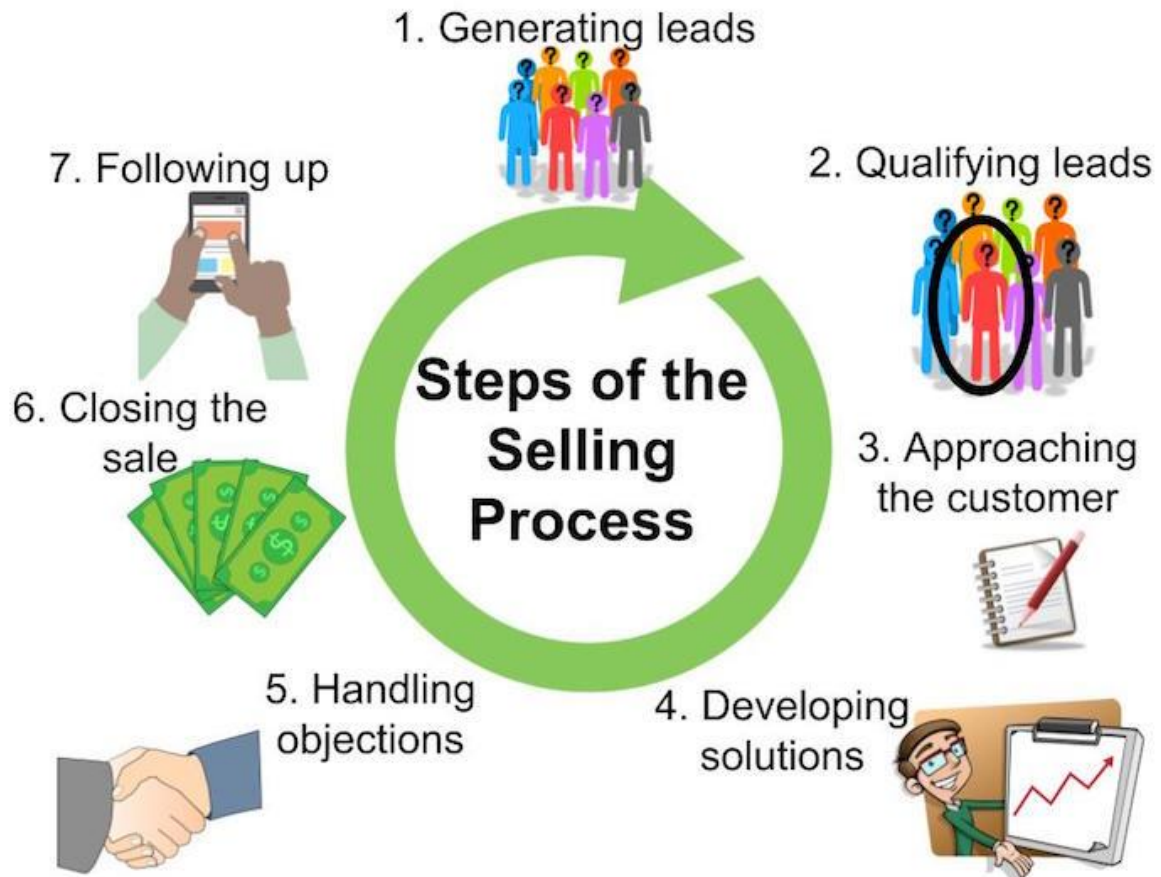 1. Generating leads
2. Qualifying leads
3. Approaching
the customer
4. Developing
solutions
5. Handling
objections
6. Closing the
sale
7. Following up
Steps of the
Selling
Process